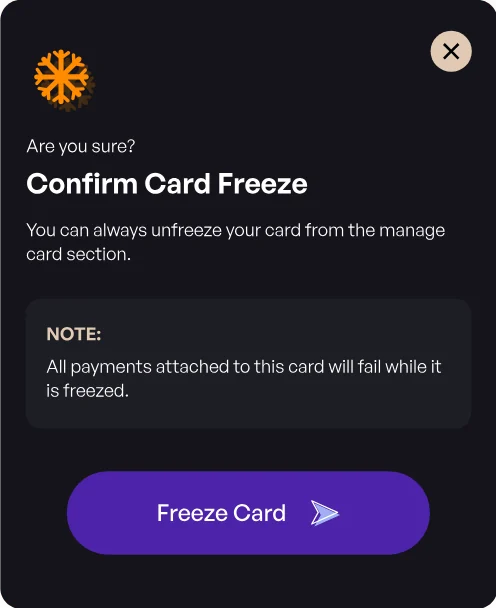 Are you sure?
Confirm Card Freeze
You can always unfreeze your card from the manage
card section.
NOTE:
All payments attached to this card will fail while it
is freezed.
Freeze Card